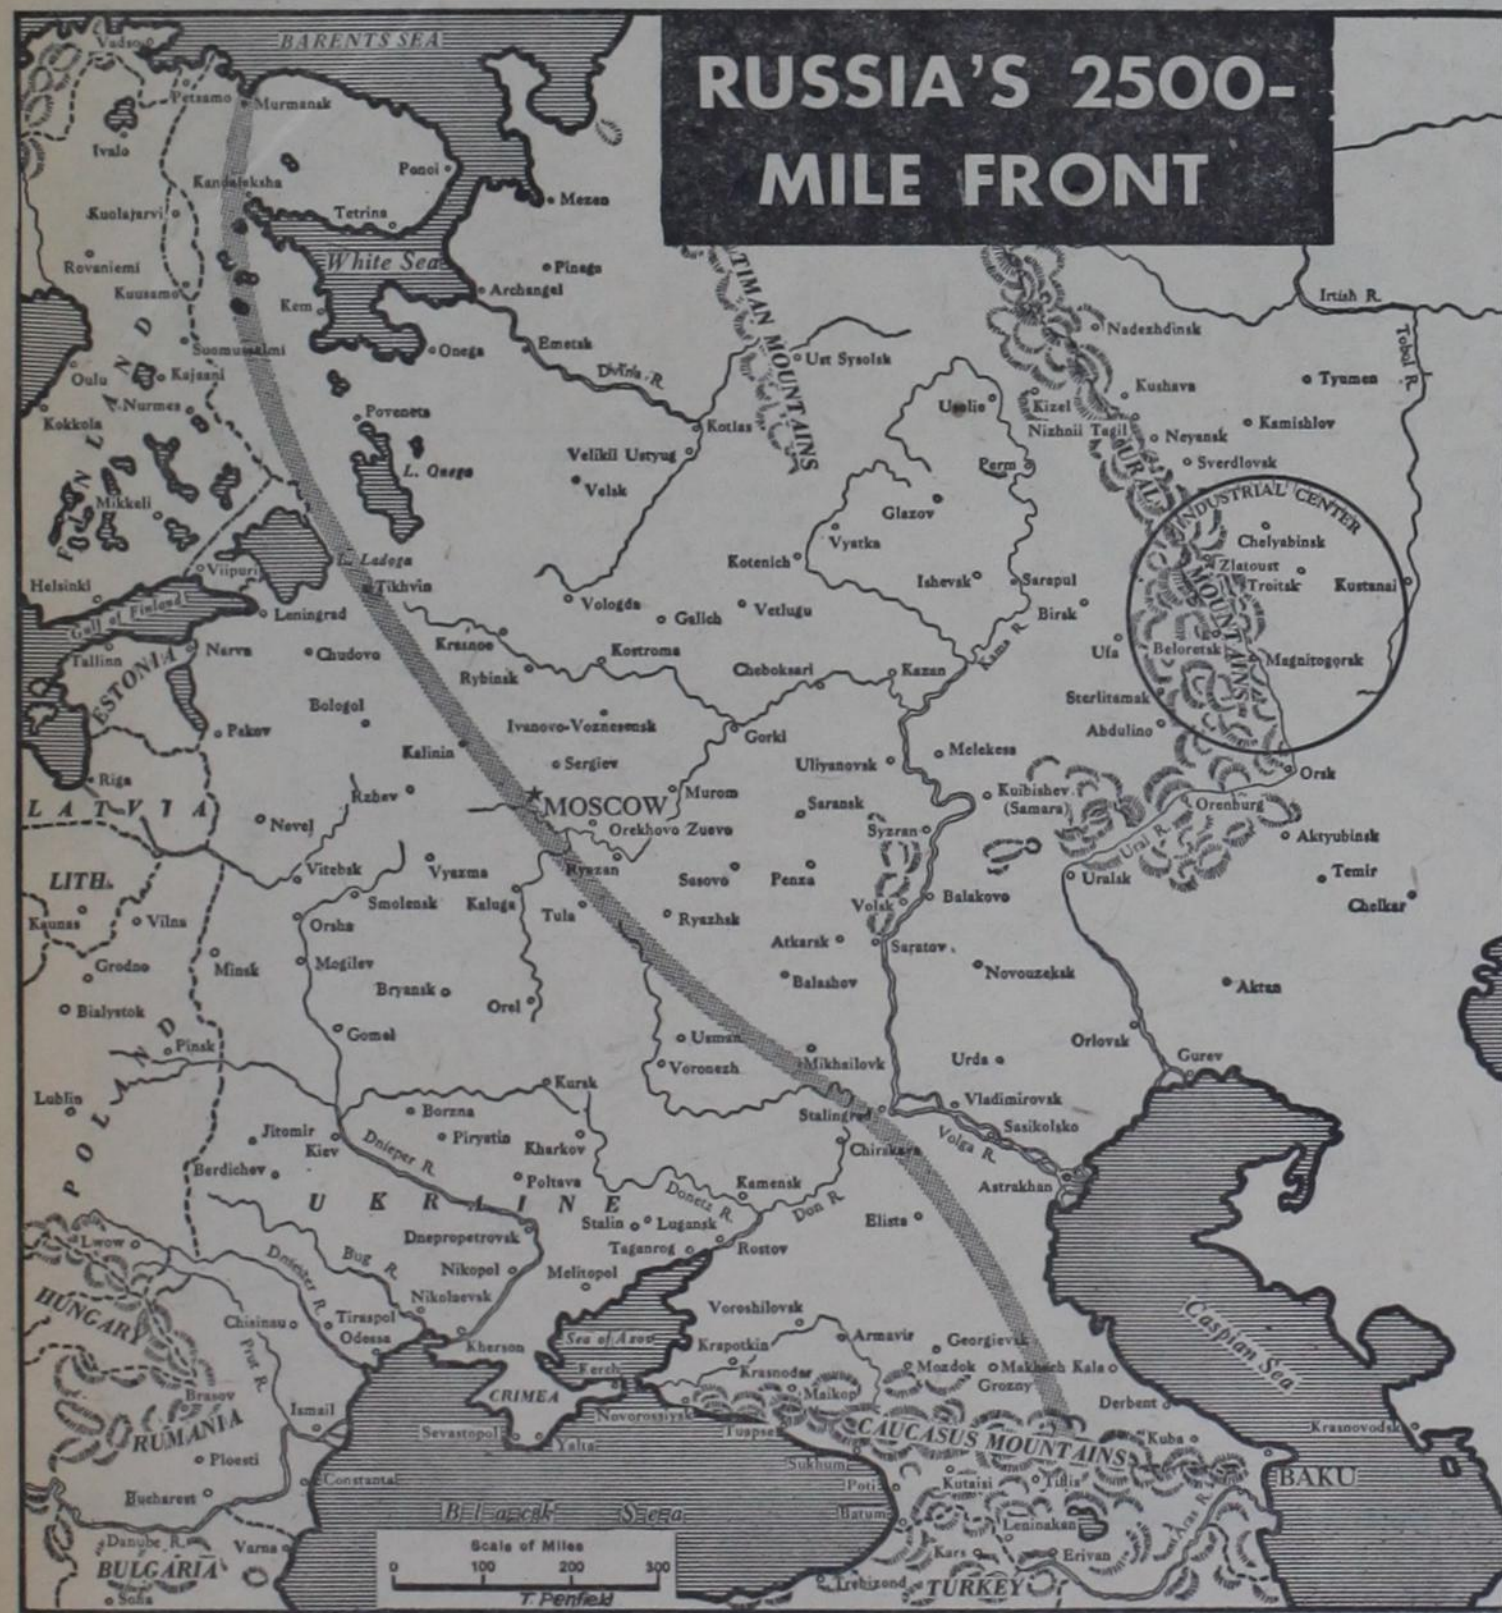 RUSSIA'S 2500-
MILE FRONT
BARENTS SEA
Vadso
Petsamo
Murmansk
Ivalo
Ponoi
Kandalaksha
Mezen
Kuolajarvi
Tetrina
White Sea
Rovaniemi
Pinega
Kuusamo
Archangel
Kem
TIMAN MOUNTAINS
Irtish R.
Tobol R.
Nadezhdinsk
Suomussalmi
Onega
Emetsk
Ust Sysolsk
Dvina R.
Oulu
Kajaani
Kushava
Tyumen
Nurmes
FINLAND
Kokkola
Poveneta
Usolie
Kizel
Kamishlov
Kotlas
Nizhnii Tagil
Neyansk
Velikii Ustyug
L. Onega
Perm
Sverdlovsk
URAL MOUNTAINS
Velsk
Mikkeli
Glazov
INDUSTRIAL CENTER
Vyatka
Chelyabinsk
L. Ladoga
Kotenich
Zlatoust
Viipuri
Helsinki
Tikhvin
Ishevsk
Sarapul
Troitsk
Kustanai
Gulf of Finland
Leningrad
Vologda
Galich
Vetlugu
Birsk
Tallinn
Narva
Chudovo
Krasnoe
Kostroma
Kama R.
Ufa
Beloretsk
Magnitogorsk
ESTONIA
Rybinsk
Cheboksari
Kazan
Sterlitamak
Bologol
Ivanovo-Voznesensk
Abdulino
Pskov
Kalinin
Gorki
Sergiev
Uliyanovsk
Melekess
Orsk
Riga
Rzhev
MOSCOW
Murom
Saransk
Kuibishev
(Samara)
Orenburg
LATVIA
Nevel
Orekhovo Zuevo
Syzran
Ural R.
Aktyubinsk
Vitebsk
Vyazma
Ryazan
Sasovo
Penza
Uralsk
Temir
LITH.
Smolensk
Kaluga
Tula
Ryazhsk
Volsk
Balakovo
Chelkar
Kaunas
Vilna
Orsha
Atkarsk
Saratov
Grodno
Minsk
Mogilev
Balashov
Novouzeksk
Bryansk
Aktan
Bialystok
Orel
Gomel
Usman
Orlovsk
Pinsk
POLAND
Voronezh
Mikhailovk
Urda
Gurev
Lublin
Kursk
Borzna
Stalingrad
Vladimirovsk
Jitomir
Kiev
Piryatin
Kharkov
Chirskaya
Sasikolsko
Volga R.
Dnieper R.
Berdichev
Poltava
Kamensk
Astrakhan
UKRAINE
Donetz R.
Don R.
Stalin
Lugansk
Elista
Lwow
Dnepropetrovsk
Taganrog
Rostov
Dniester R.
Bug R.
Nikopol
Melitopol
HUNGARY
Nikolaevsk
Voroshilovsk
Chisinau
Tiraspol
Odessa
Prut R.
Kherson
Sea of Azov
Krapotkin
Armavir
Georgievsk
Caspian Sea
Kerch
Krasnodar
Mozdok
Makhach Kala
Grozny
Brasov
CRIMEA
Maikop
Derbent
RUMANIA
Ismail
Novorossiysk
Tuapse
CAUCASUS MOUNTAINS
Kuba
Krasnovodsk
Sevastopol
Yalta
Ploesti
Sukhum
Constanta
Poti
Kutaisi
Tiflis
BAKU
Bucharest
Black Sea
Batum
Leninakan
Aras R.
Danube R.
Varna
Kars
Erivan
BULGARIA
Sofia
Trebizond
TURKEY
Scale of Miles
0 100 200 300
T. Penfield